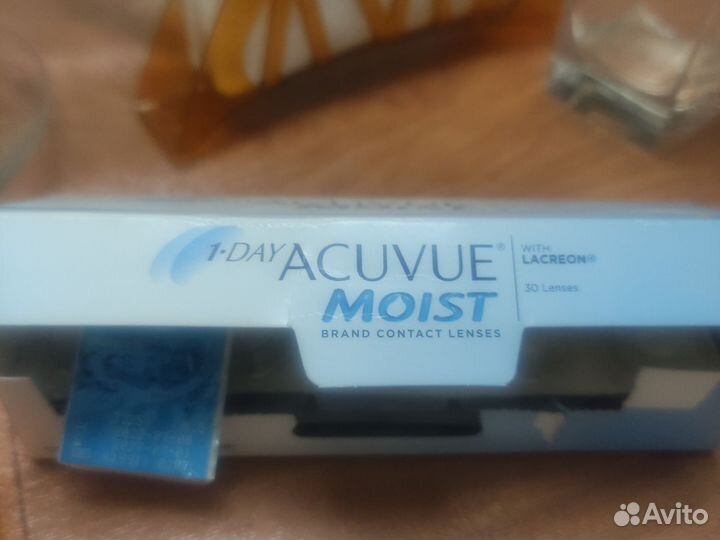 1·DAY ACUVUE®
MOIST
BRAND CONTACT LENSES
WITH
LACREON®
30 Lenses
Avito